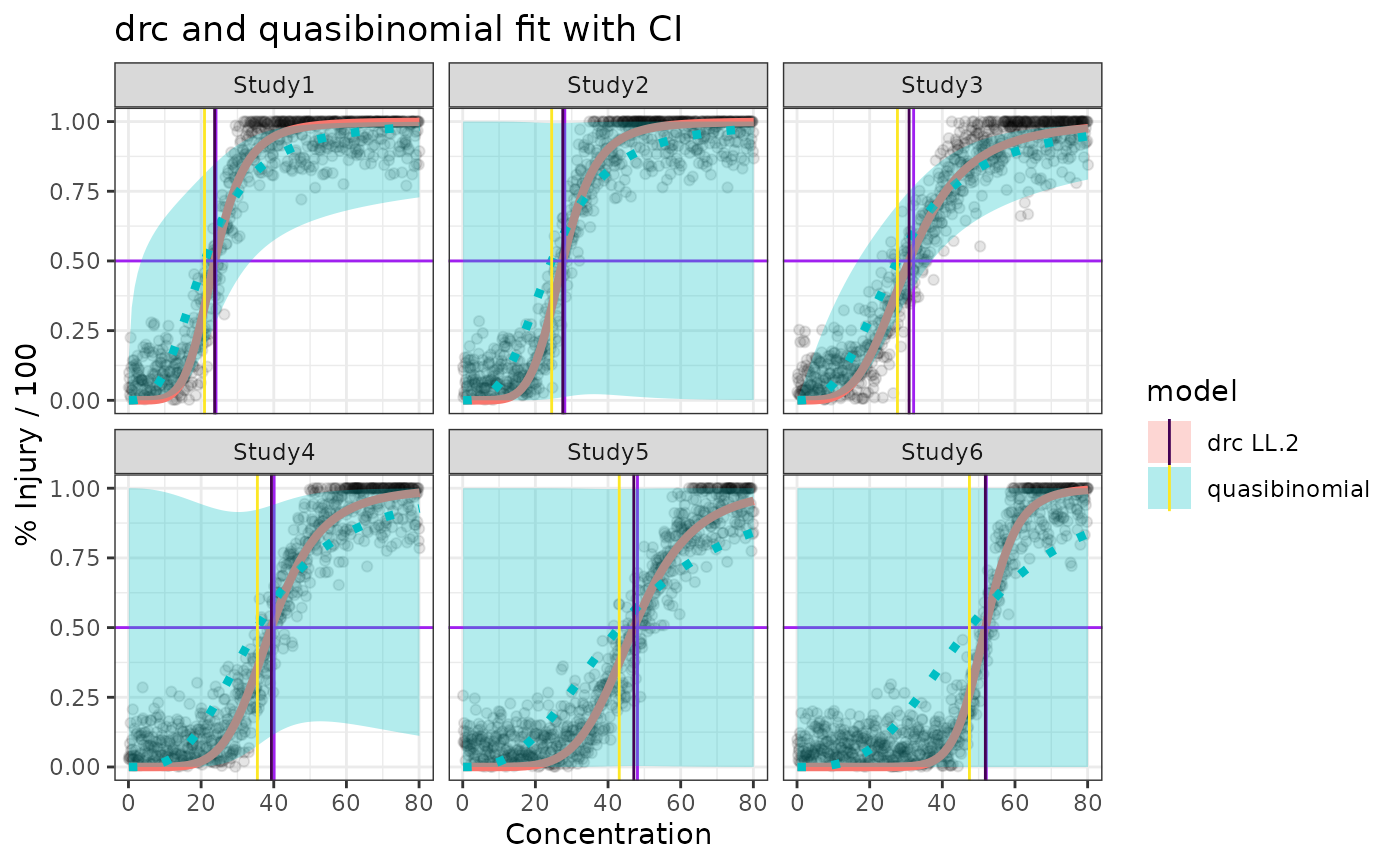 drc and quasibinomial fit with CI
Study1 Study2 Study3
1.00
0.75
0.50
0.25
0.00
Study4 Study5 Study6
1.00
0.75
0.50
0.25
0.00
0 20 40 60 80 0 20 40 60 80 0 20 40 60 80
Concentration
% Injury / 100
model
drc LL.2
quasibinomial